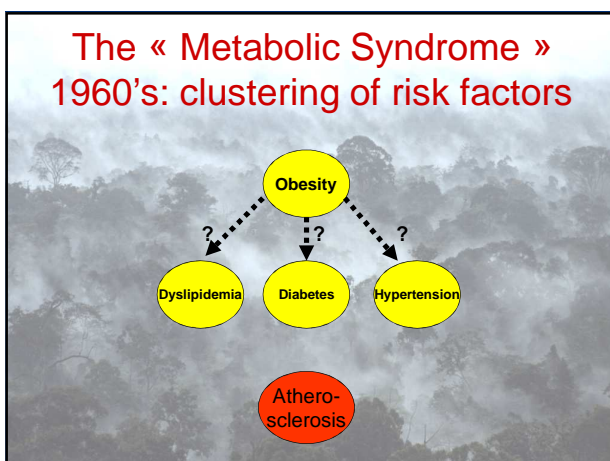 The « Metabolic Syndrome »
1960’s: clustering of risk factors
Obesity
? ? ?
Dyslipidemia Diabetes Hypertension
Athero-
sclerosis